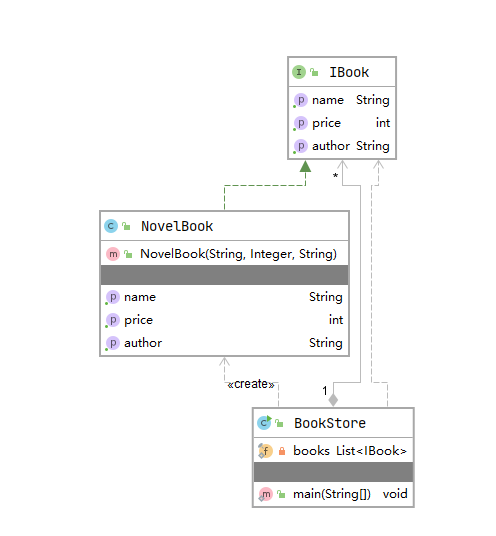 I IBook
p name String
p price int
p author String
*
C NovelBook
m NovelBook(String, Integer, String)
p name String
p price int
p author String
«create»
1
C BookStore
f books List<IBook>
m main(String[]) void